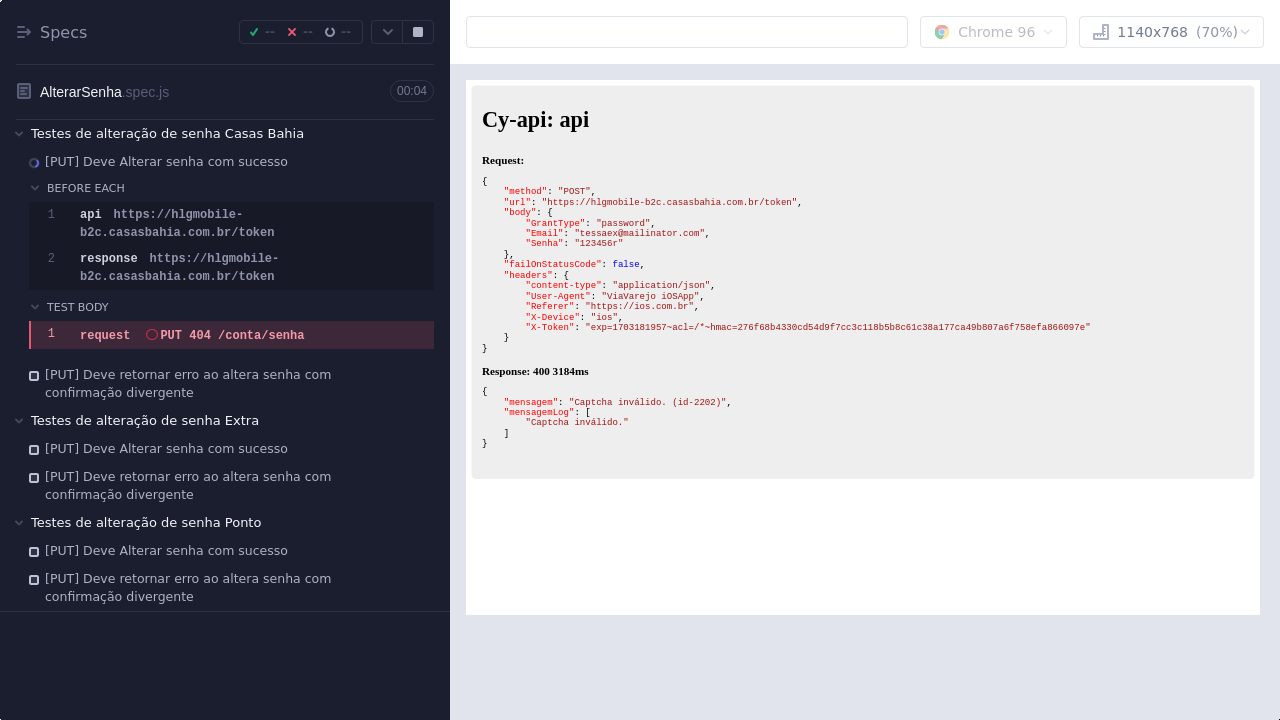 Specs
-- -- --
AlterarSenha.spec.js
00:04
Testes de alteração de senha Casas Bahia
[PUT] Deve Alterar senha com sucesso
BEFORE EACH
1 api https://hlgmobile-
b2c.casasbahia.com.br/token
2 response https://hlgmobile-
b2c.casasbahia.com.br/token
TEST BODY
1 request PUT 404 /conta/senha
[PUT] Deve retornar erro ao altera senha com
confirmação divergente
Testes de alteração de senha Extra
[PUT] Deve Alterar senha com sucesso
[PUT] Deve retornar erro ao altera senha com
confirmação divergente
Testes de alteração de senha Ponto
[PUT] Deve Alterar senha com sucesso
[PUT] Deve retornar erro ao altera senha com
confirmação divergente
Chrome 96
1140x768 (70%)
Cy-api: api
Request:
{
"method": "POST",
"url": "https://hlgmobile-b2c.casasbahia.com.br/token",
"body": {
"GrantType": "password",
"Email": "tessaex@mailinator.com",
"Senha": "123456r"
},
"failOnStatusCode": false,
"headers": {
"content-type": "application/json",
"User-Agent": "ViaVarejo iOSApp",
"Referer": "https://ios.com.br",
"X-Device": "ios",
"X-Token": "exp=1703181957~acl=/*~hmac=276f68b4330cd54d9f7cc3c118b5b8c61c38a177ca49b807a6f758efa866097e"
}
}
Response: 400 3184ms
{
"mensagem": "Captcha inválido. (id-2202)",
"mensagemLog": [
"Captcha inválido."
]
}